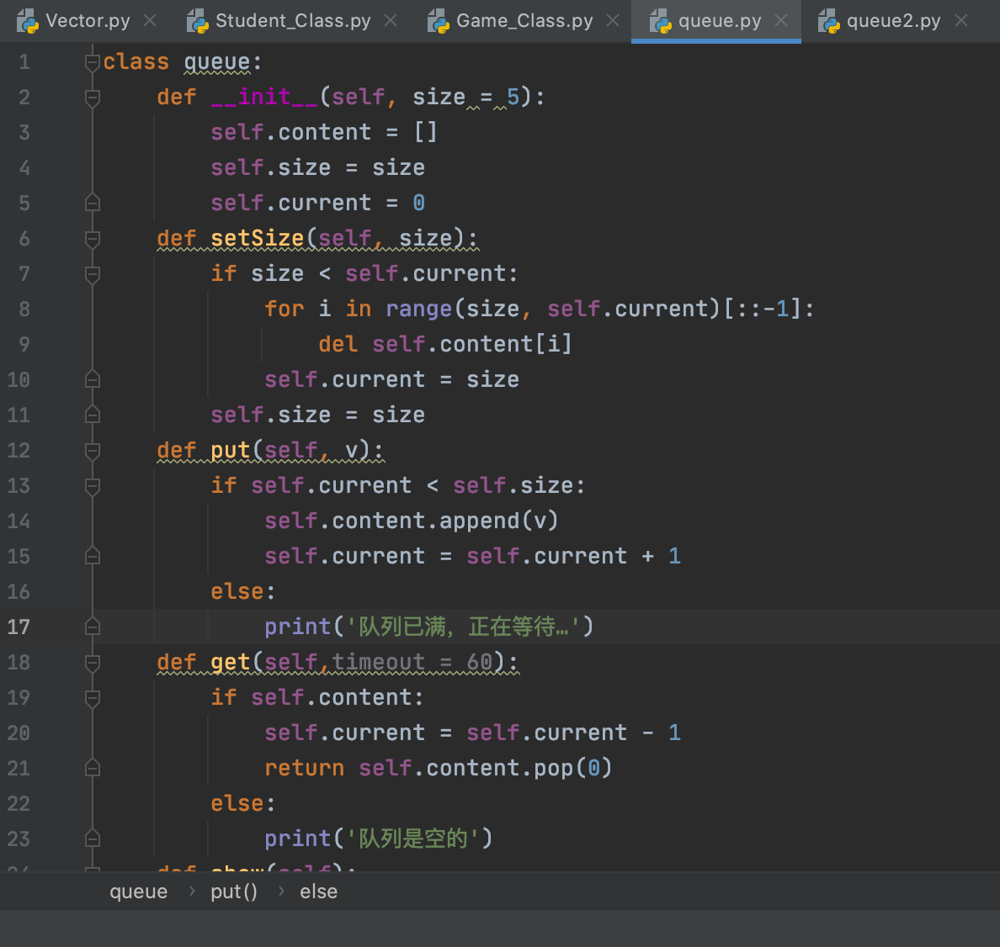 Vector.py Student_Class.py Game_Class.py queue.py queue2.py
1 class queue:
2 def __init__(self, size = 5):
3 self.content = []
4 self.size = size
5 self.current = 0
6 def setSize(self, size):
7 if size < self.current:
8 for i in range(size, self.current)[::-1]:
9 del self.content[i]
10 self.current = size
11 self.size = size
12 def put(self, v):
13 if self.current < self.size:
14 self.content.append(v)
15 self.current = self.current + 1
16 else:
17 print('队列已满，正在等待…')
18 def get(self,timeout = 60):
19 if self.content:
20 self.current = self.current - 1
21 return self.content.pop(0)
22 else:
23 print('队列是空的')
24 def show(self):
queue › put() › else